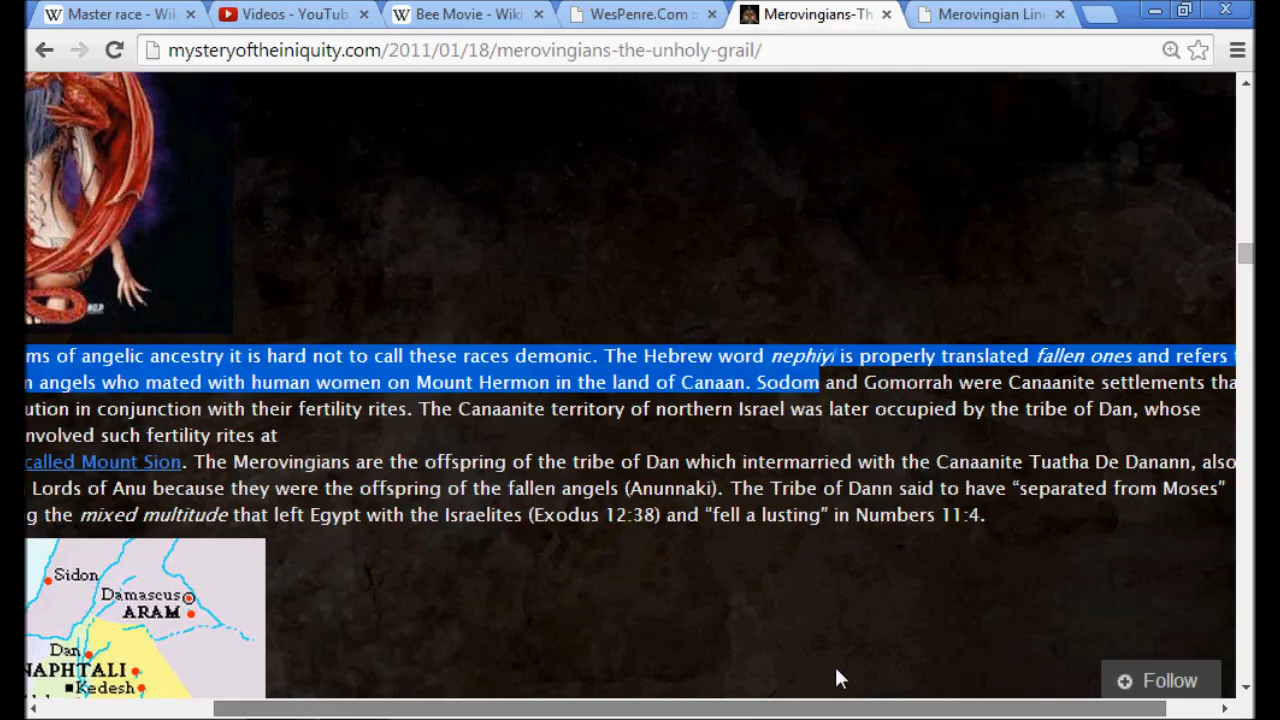 Master race - Wiki
Videos - YouTub
Bee Movie - Wiki
WesPenre.Com ::
Merovingians-Th
Merovingian Line
mysteryoftheiniquity.com/2011/01/18/merovingians-the-unholy-grail/
ms of angelic ancestry it is hard not to call these races demonic. The Hebrew word nephiyl is properly translated fallen ones and refers
n angels who mated with human women on Mount Hermon in the land of Canaan. Sodom and Gomorrah were Canaanite settlements tha
ution in conjunction with their fertility rites. The Canaanite territory of northern Israel was later occupied by the tribe of Dan, whose
nvolved such fertility rites at
called Mount Sion. The Merovingians are the offspring of the tribe of Dan which intermarried with the Canaanite Tuatha De Danann, also
Lords of Anu because they were the offspring of the fallen angels (Anunnaki). The Tribe of Dann said to have “separated from Moses”
g the mixed multitude that left Egypt with the Israelites (Exodus 12:38) and “fell a lusting” in Numbers 11:4.
Sidon
Damascus
ARAM
Dan
NAPHTALI
Kedesh
Follow